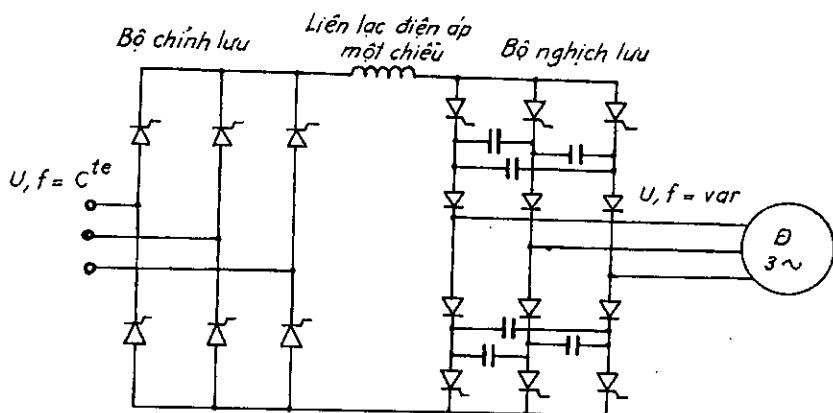 Bộ chỉnh lưu
Liên lạc điện áp
một chiều
Bộ nghịch lưu
U, f = C^te
U, f = var
Đ
3 ~